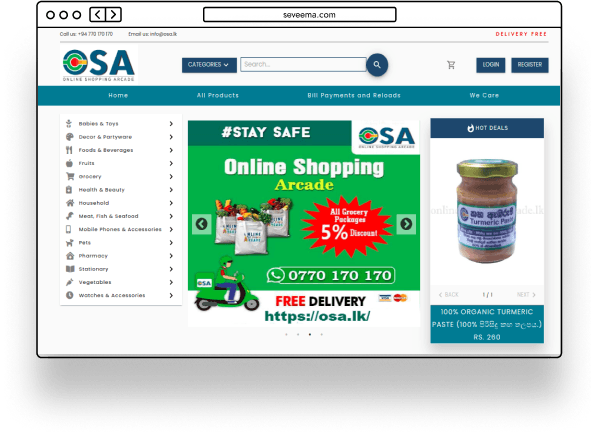 seveema.com
Call us: +94 770 170 170
Email us: info@osa.lk
DELIVERY FREE
OSA
ONLINE SHOPPING ARCADE
CATEGORIES
Search...
LOGIN
REGISTER
Home
All Products
Bill Payments and Reloads
We Care
Babies & Toys
Decor & Partyware
Foods & Beverages
Fruits
Grocery
Health & Beauty
Household
Meat, Fish & Seafood
Mobile Phones & Accessories
Pets
Pharmacy
Stationary
Vegetables
Watches & Accessories
#STAY SAFE
OSA
ONLINE SHOPPING ARCADE
Online Shopping
Arcade
All Grocery
Packages
5% Discount
0770 170 170
OSA
FREE DELIVERY
https://osa.lk/
HOT DEALS
Turmeric Paste
BACK
1 / 1
NEXT
100% ORGANIC TURMERIC
PASTE (100% පිරිසිදු කහ තලපය.)
RS. 260